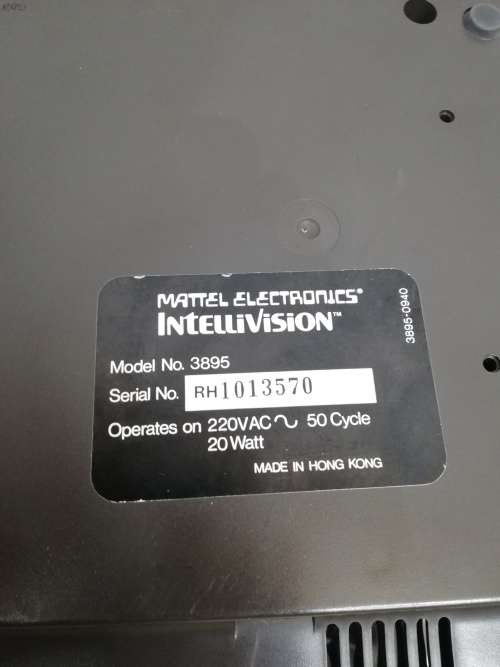 MATTEL ELECTRONICS®
INTELLIVISION™
3895-0940
Model No. 3895
Serial No. RH1013570
Operates on 220VAC∿ 50 Cycle
20 Watt
MADE IN HONG KONG